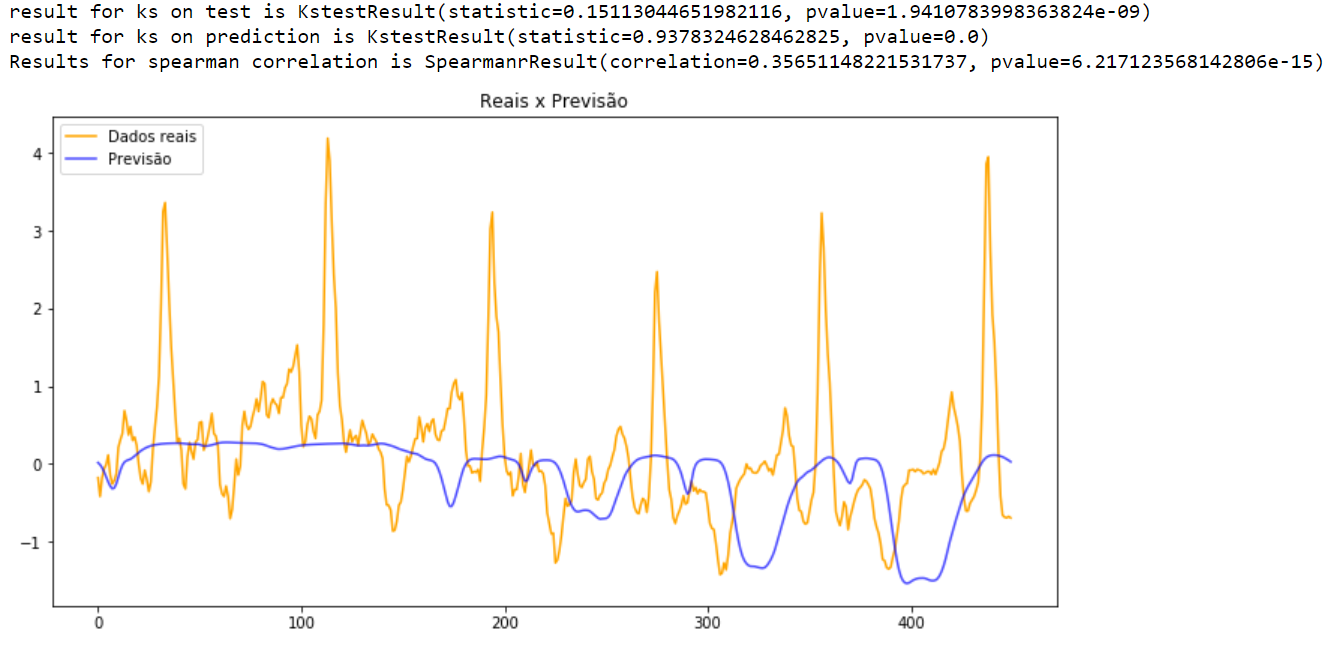 result for ks on test is KstestResult(statistic=0.15113044651982116, pvalue=1.9410783998363824e-09)
result for ks on prediction is KstestResult(statistic=0.9378324628462825, pvalue=0.0)
Results for spearman correlation is SpearmanrResult(correlation=0.35651148221531737, pvalue=6.217123568142806e-15)
Reais x Previsão
Dados reais
Previsão
4
3
2
1
0
−1
0 100 200 300 400